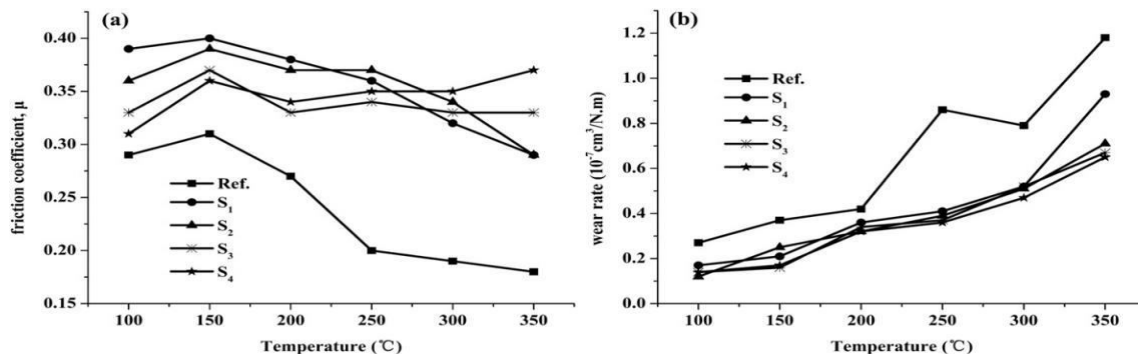 (a)
0.40
0.35
0.30
0.25
0.20
0.15
friction coefficient, μ
Ref.
S₁
S₂
S₃
S₄
100 150 200 250 300 350
Temperature (℃)
(b)
1.2
1.0
0.8
0.6
0.4
0.2
0.0
wear rate (10⁻⁷cm³/N.m)
Ref.
S₁
S₂
S₃
S₄
100 150 200 250 300 350
Temperature (℃)